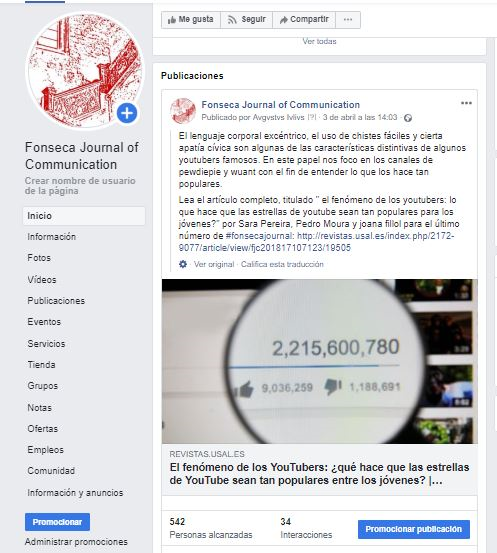 Me gusta Seguir Compartir ...
Ver todas
Fonseca Journal of
Communication
Crear nombre de usuario
de la página
Inicio
Información
Fotos
Vídeos
Publicaciones
Eventos
Servicios
Tienda
Grupos
Notas
Ofertas
Empleos
Comunidad
Información y anuncios
Promocionar
Administrar promociones
Publicaciones
Fonseca Journal of Communication
Publicado por Avgvstvs Ivlivs [?] · 3 de abril a las 14:03 ·
El lenguaje corporal excéntrico, el uso de chistes fáciles y cierta
apatía cívica son algunas de las características distintivas de algunos
youtubers famosos. En este papel nos foco en los canales de
pewdiepie y wuant con el fin de entender lo que los hace tan
populares.
Lea el artículo completo, titulado " el fenómeno de los youtubers: lo
que hace que las estrellas de youtube sean tan populares para los
jóvenes?" por Sara Pereira, Pedro Moura y joana fillol para el último
número de #fonsecajournal: http://revistas.usal.es/index.php/2172-
9077/article/view/fjc201817107123/19505
Ver original · Califica esta traducción
2,215,600,780
9,036,259 1,188,691
REVISTAS.USAL.ES
El fenómeno de los YouTubers: ¿qué hace que las estrellas
de YouTube sean tan populares entre los jóvenes? |...
542
Personas alcanzadas
34
Interacciones
Promocionar publicación